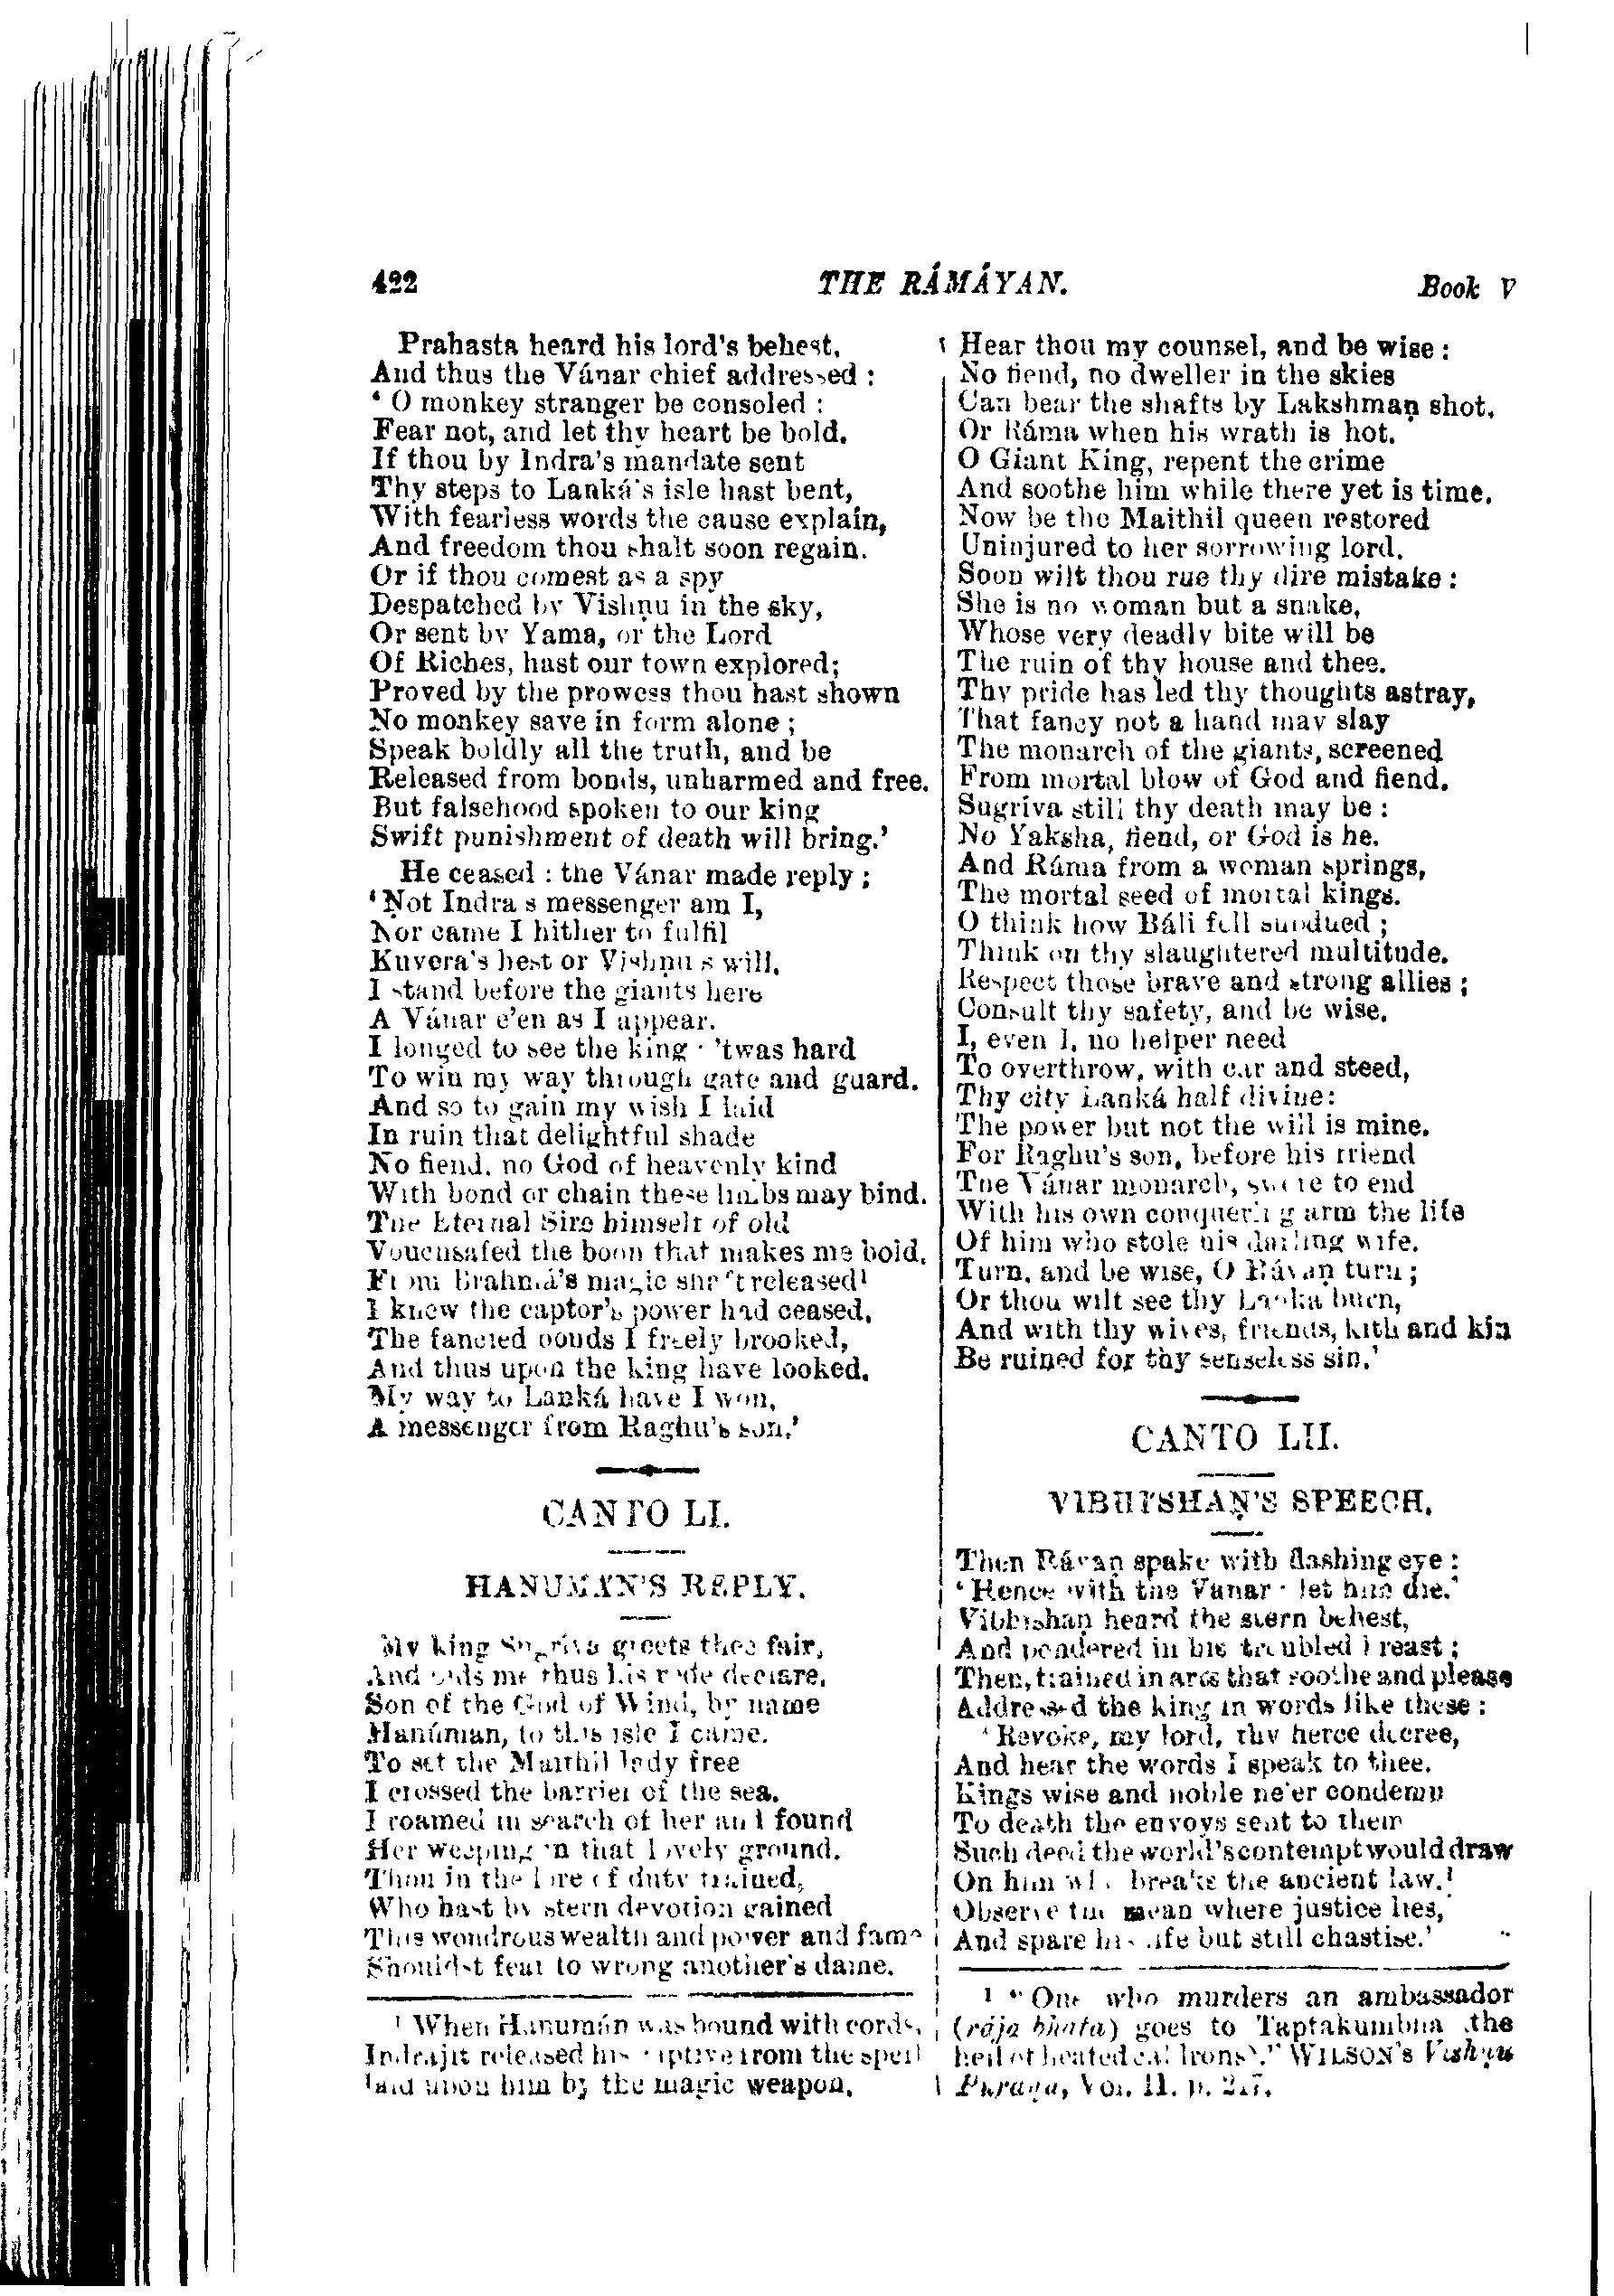 422 THE RÁMÁYAN. Book V
Prahasta heard his lord's behest,
And thus the Vánar chief addressed :
‘ O monkey stranger be consoled :
Fear not, and let thy heart be bold.
If thou by Indra's mandate sent
Thy steps to Lanká's isle hast bent,
With fearless words the cause explain,
And freedom thou shalt soon regain.
Or if thou comest as a spy
Despatched by Vishṇu in the sky,
Or sent by Yama, or the Lord
Of Riches, hast our town explored;
Proved by the prowess thou hast shown
No monkey save in form alone ;
Speak boldly all the truth, and be
Released from bonds, unharmed and free.
But falsehood spoken to our king
Swift punishment of death will bring.’
He ceased : the Vánar made reply ;
‘Not Indra s messenger am I,
Nor came I hither to fulfil
Kuvera's hest or Vishṇu s will.
I stand before the giants here
A Vánar e'en as I appear.
I longed to see the king : 'twas hard
To win my way through gate and guard.
And so to gain my wish I laid
In ruin that delightful shade
No fiend, no God of heavenly kind
With bond or chain these limbs may bind.
The Eternal Sire himself of old
Vouchsafed the boon that makes me bold,
From Brahmá's magic shaft released¹
I knew the captor's power had ceased,
The fancied bonds I freely brooked,
And thus upon the king have looked.
My way to Lanká have I won,
A messenger from Raghu's son.’
CANTO LI.
HANUMÁN'S REPLY.
My king Sugríva greets thee fair,
And bids me thus his rede declare.
Son of the God of Wind, by name
Hanúman, to this isle I came.
To set the Maithil lady free
I crossed the barrier of the sea.
I roamed in search of her and found
Her weeping in that lovely ground.
Thou in the lore of duty trained,
Who hast by stern devotion gained
This wondrous wealth and power and fame
Shouldst fear to wrong another's dame.
¹ When Hanumán was bound with cords,
Indrajit released his captive from the spell
laid upon him by the magic weapon.
Hear thou my counsel, and be wise :
No fiend, no dweller in the skies
Can bear the shafts by Lakshmaṇ shot,
Or Ráma when his wrath is hot.
O Giant King, repent the crime
And soothe him while there yet is time.
Now be the Maithil queen restored
Uninjured to her sorrowing lord.
Soon wilt thou rue thy dire mistake :
She is no woman but a snake,
Whose very deadly bite will be
The ruin of thy house and thee.
Thy pride has led thy thoughts astray,
That fancy not a hand may slay
The monarch of the giants, screened
From mortal blow of God and fiend.
Sugríva still thy death may be :
No Yaksha, fiend, or God is he.
And Ráma from a woman springs,
The mortal seed of mortal kings.
O think how Báli fell subdued ;
Think on thy slaughtered multitude.
Respect those brave and strong allies ;
Consult thy safety, and be wise.
I, even I, no helper need
To overthrow, with car and steed,
Thy city Lanká half divine:
The power but not the will is mine.
For Raghu's son, before his friend
The Vánar monarch, swore to end
With his own conquering arm the life
Of him who stole his darling wife.
Turn, and be wise, O Rávaṇ turn ;
Or thou wilt see thy Lanka burn,
And with thy wives, friends, kith and kin
Be ruined for thy senseless sin.’
CANTO LII.
VIBHÍSHAṆ'S SPEECH.
Then Rávaṇ spake with flashing eye :
‘Hence with the Vanar : let him die.’
Vibhishaṇ heard the stern behest,
And pondered in his troubled breast ;
Then, trained in arts that soothe and please
Addressed the king in words like these :
‘Revoke, my lord, thy fierce decree,
And hear the words I speak to thee.
Kings wise and noble ne'er condemn
To death the envoys sent to them
Such deed the world's contempt would draw
On him who breaks the ancient law.¹
Observe the mean where justice lies,
And spare his life but still chastise.’
¹ “ One who murders an ambassador
(rája bhata) goes to Taptakumbha the
hell of heated cal lrons).” WILSON's Vishṇu
Puraṇa, Vol. II. p. 217.